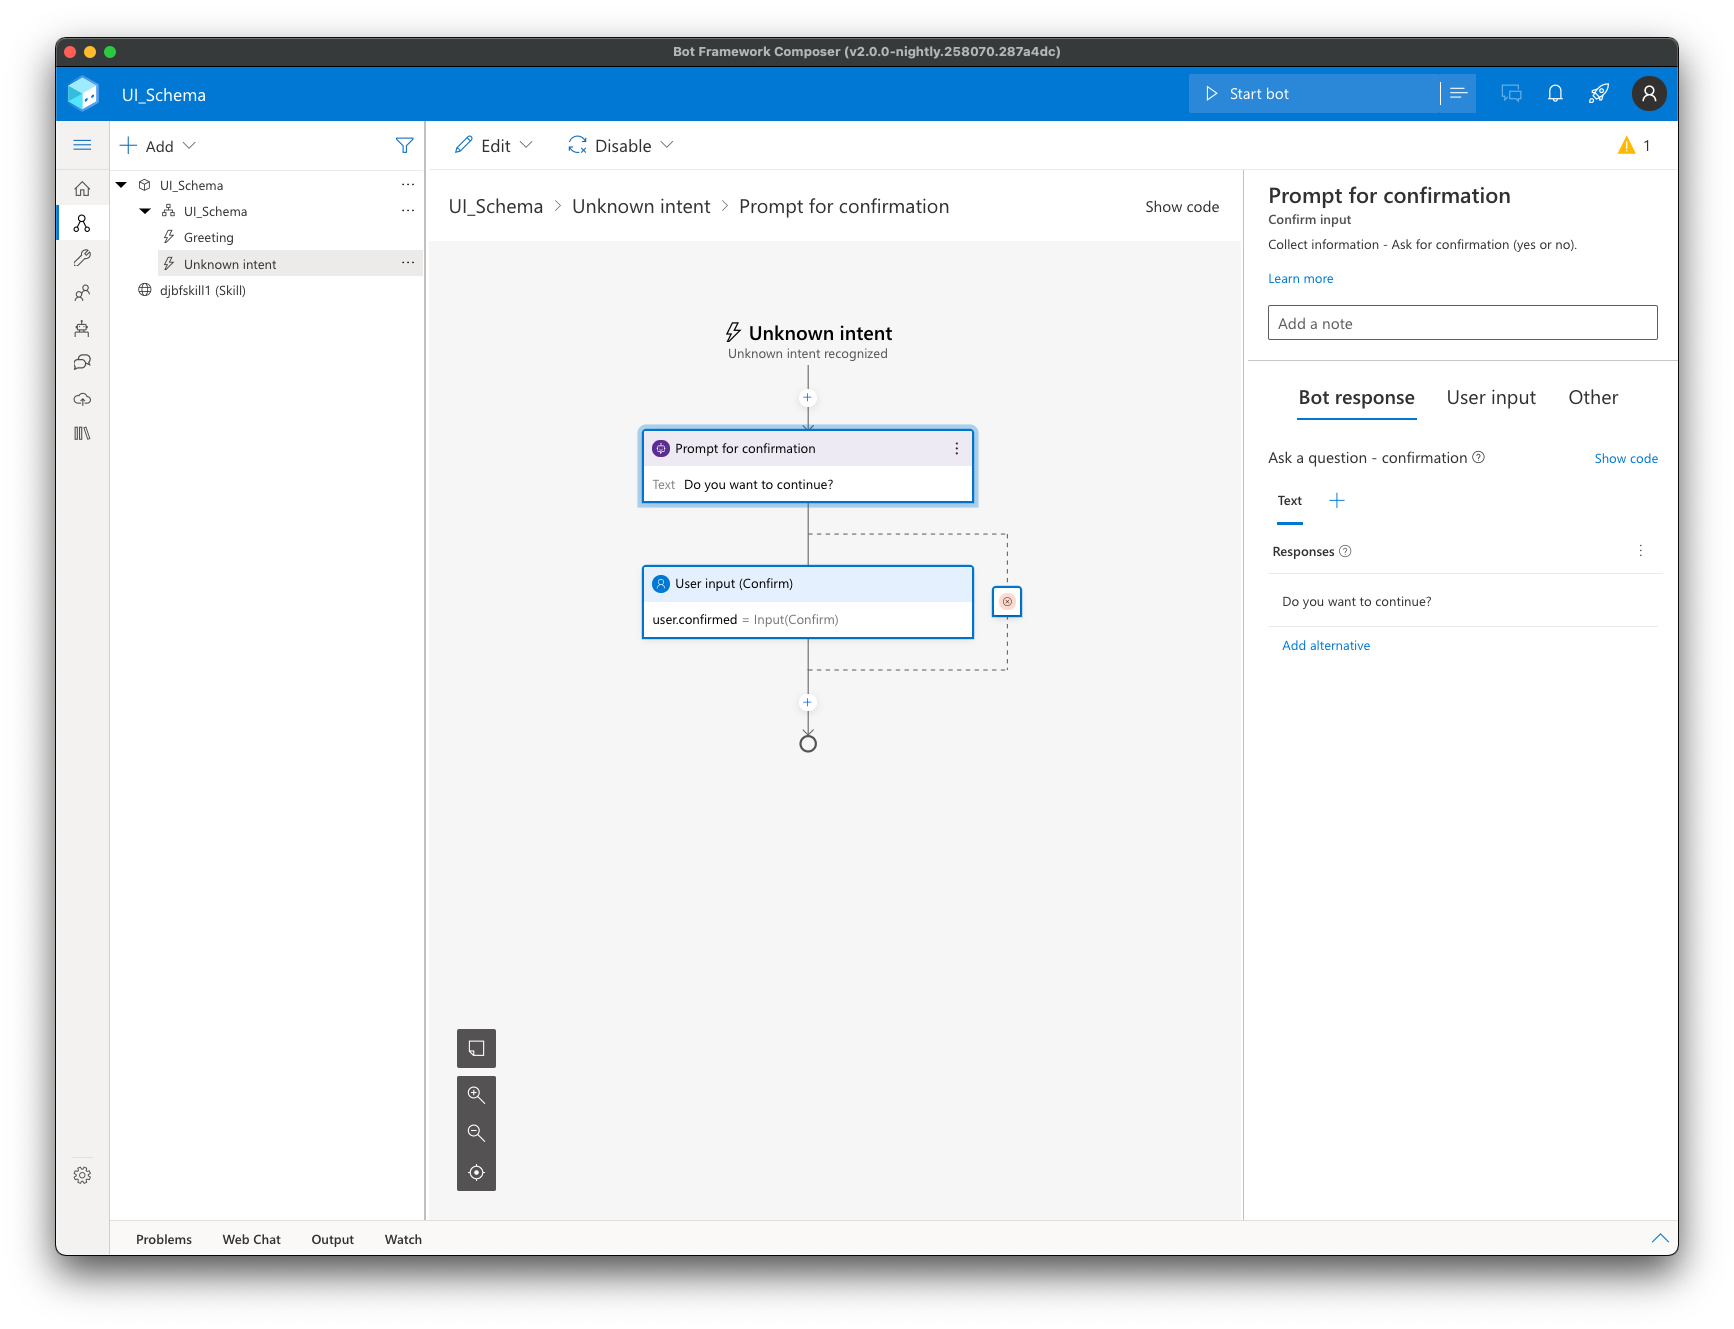 Bot Framework Composer (v2.0.0-nightly.258070.287a4dc)
UI_Schema
Start bot
Add
Edit
Disable
1
UI_Schema
UI_Schema
Greeting
Unknown intent
djbfskill1 (Skill)
UI_Schema > Unknown intent > Prompt for confirmation
Show code
Unknown intent
Unknown intent recognized
Prompt for confirmation
Text Do you want to continue?
User input (Confirm)
user.confirmed = Input(Confirm)
Prompt for confirmation
Confirm input
Collect information - Ask for confirmation (yes or no).
Learn more
Add a note
Bot response User input Other
Ask a question - confirmation
Show code
Text
Responses
Do you want to continue?
Add alternative
Problems Web Chat Output Watch